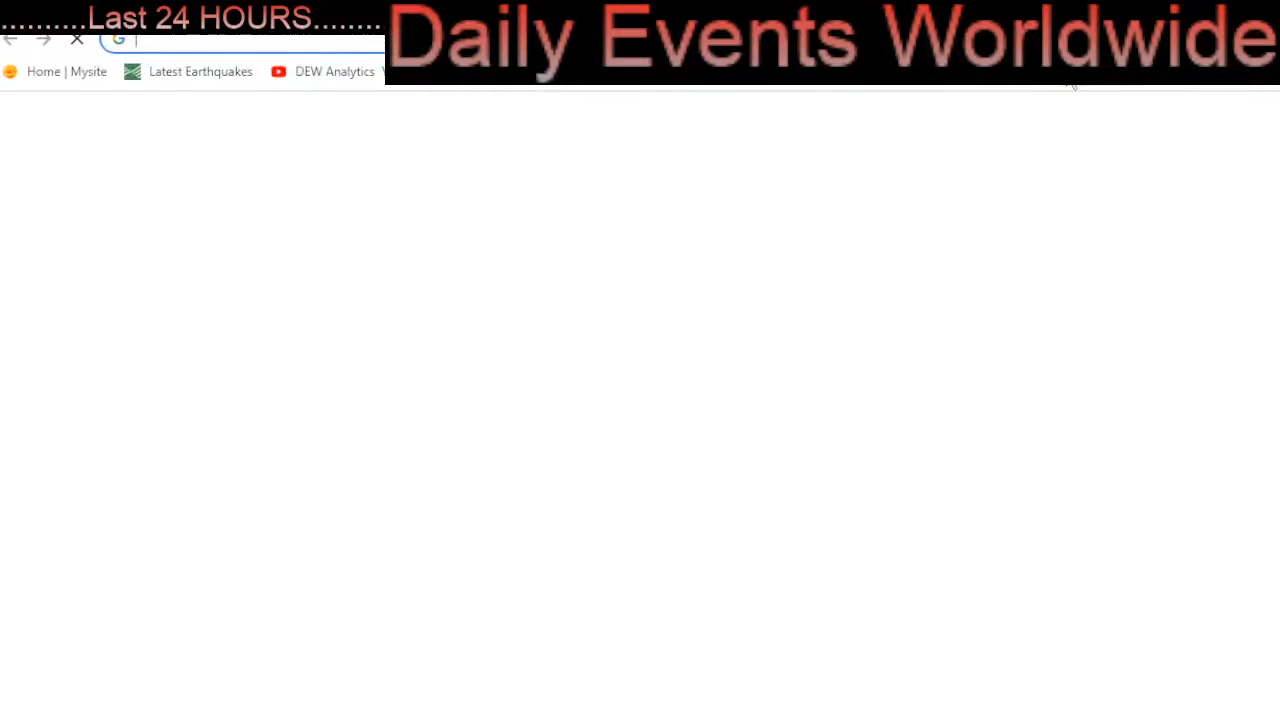 ..........Last 24 HOURS........
Daily Events Worldwide
Home | Mysite
Latest Earthquakes
DEW Analytics